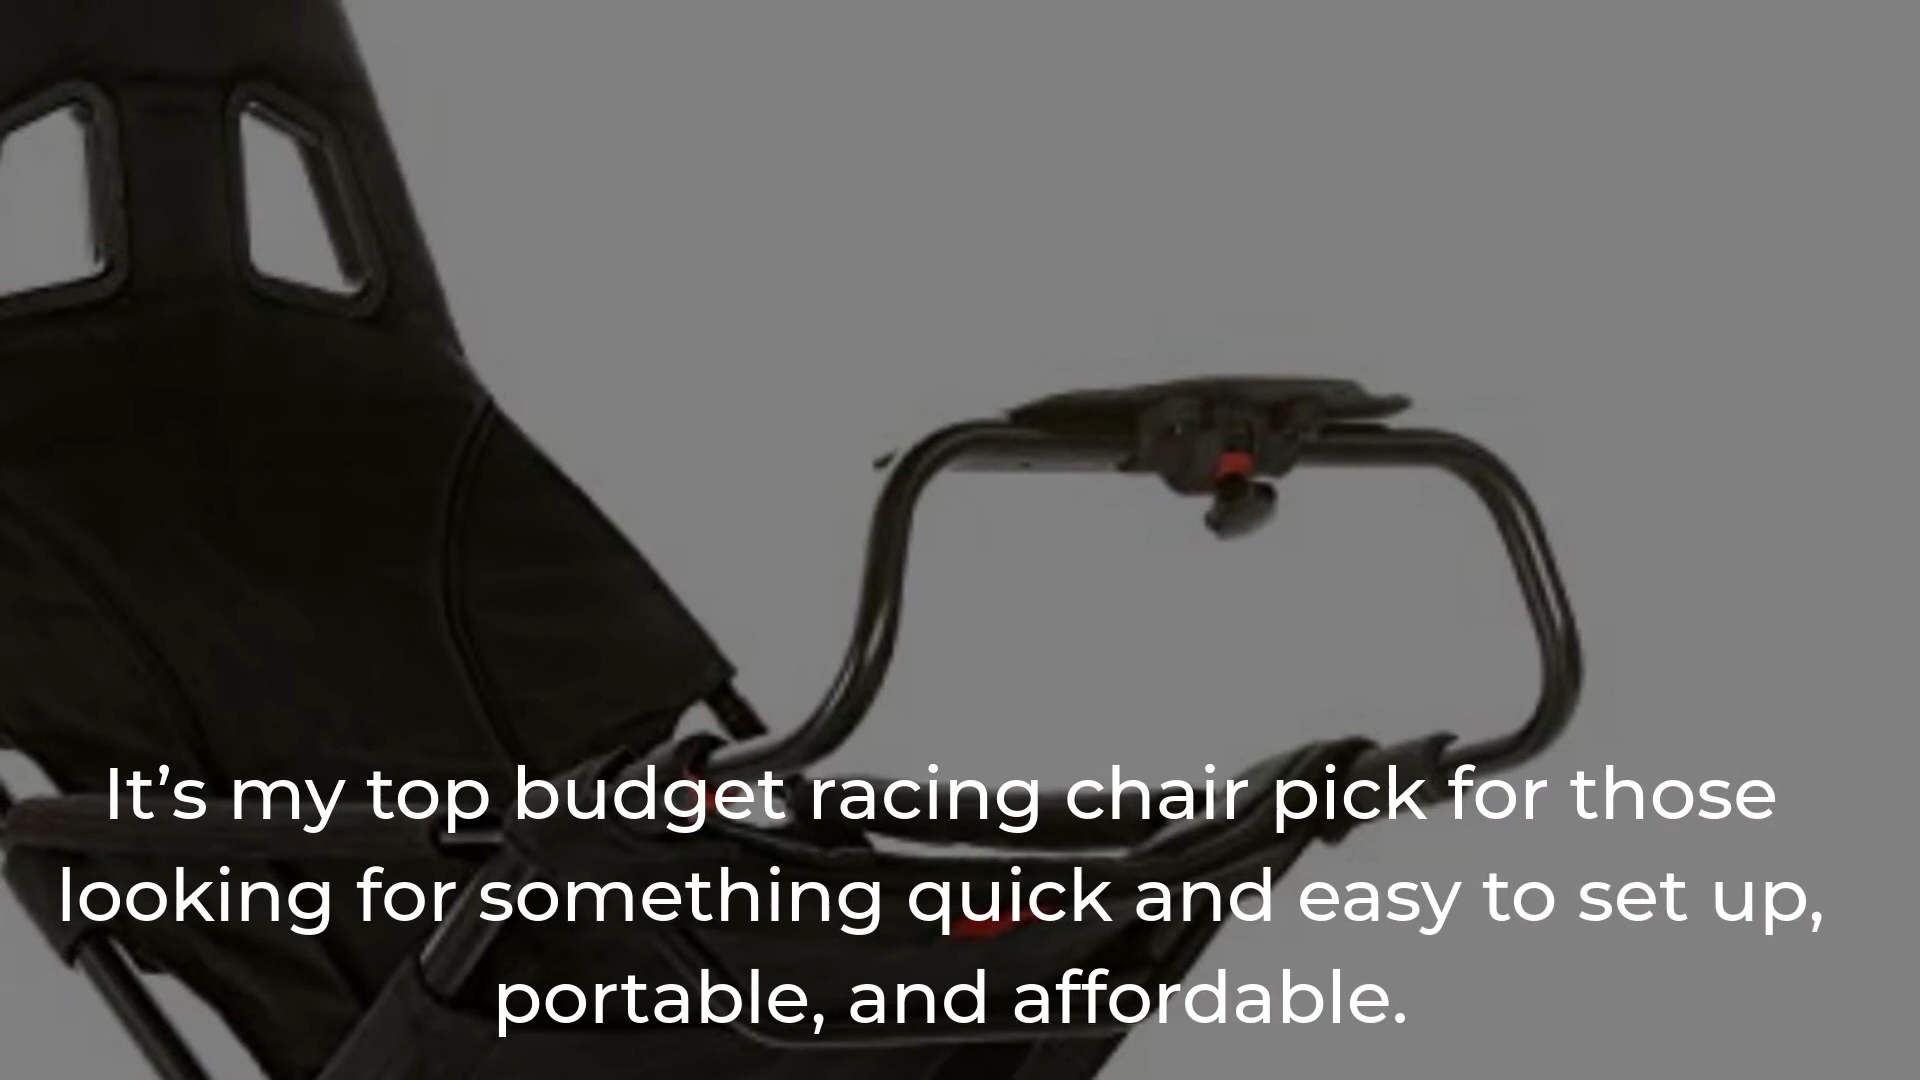 It’s my top budget racing chair pick for those
looking for something quick and easy to set up,
portable, and affordable.